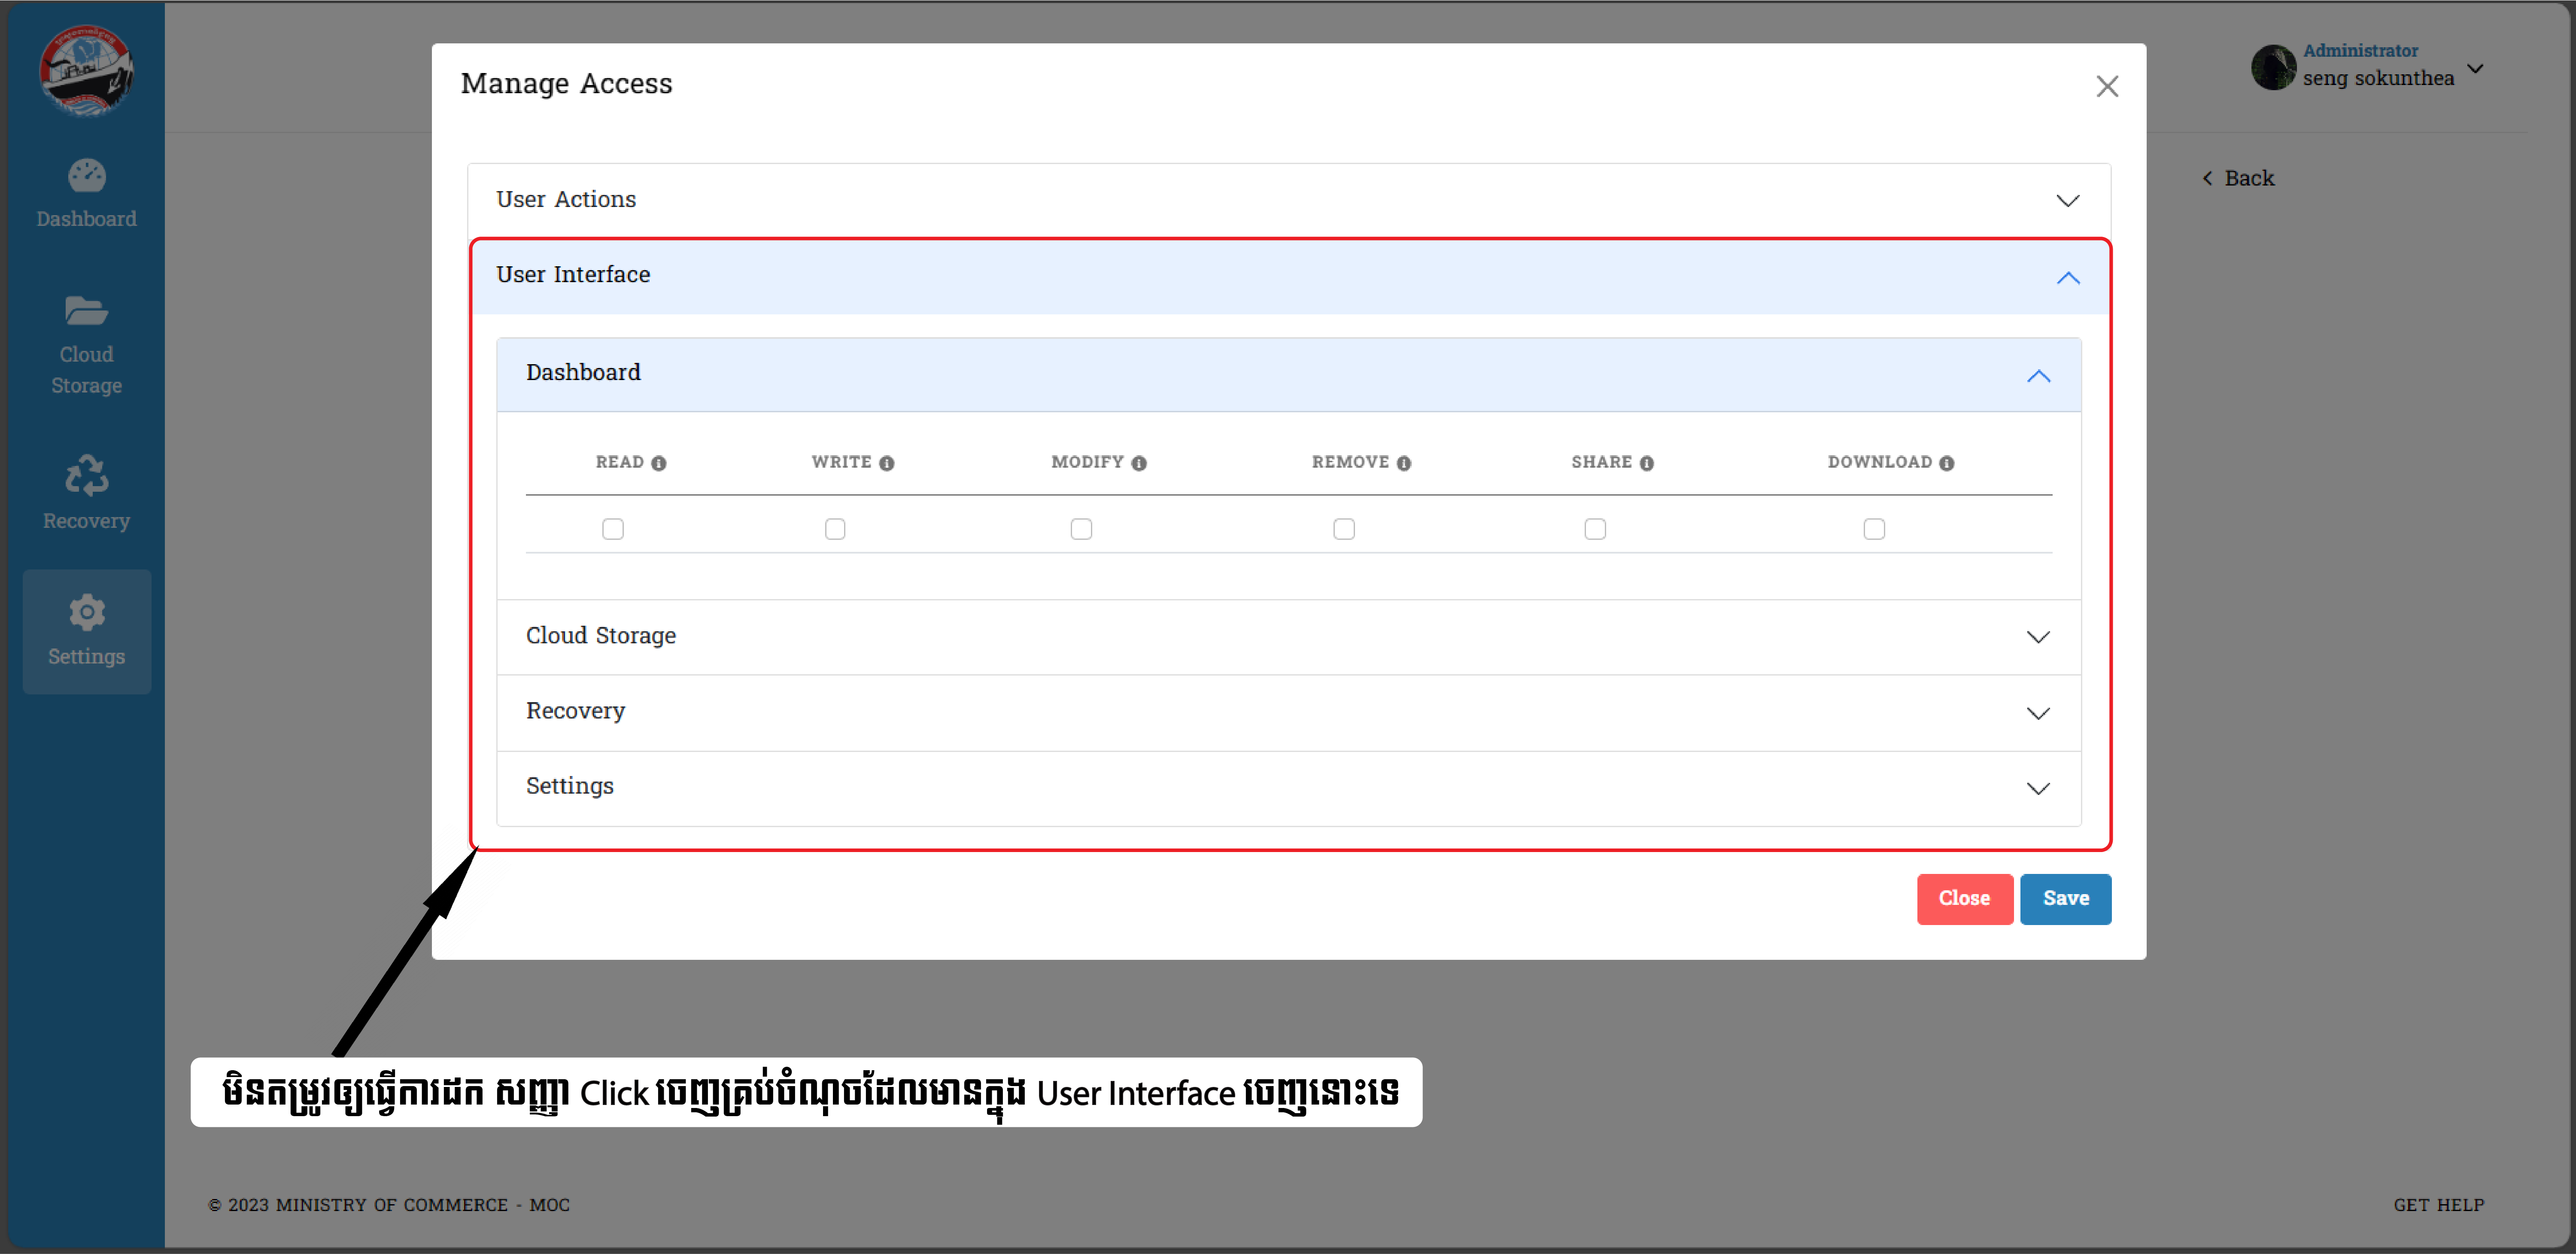 Manage Access
Administrator
seng sokunthea
Back
Dashboard
Cloud
Storage
Recovery
Settings
User Actions
User Interface
Dashboard
READ WRITE MODIFY REMOVE SHARE DOWNLOAD
Cloud Storage
Recovery
Settings
Close Save
មិនតម្រូវឲ្យធ្វើការដក សញ្ញា Click ចេញគ្រប់ចំណុចដែលមានក្នុង User Interface ចេញនោះទេ
© 2023 MINISTRY OF COMMERCE - MOC
GET HELP